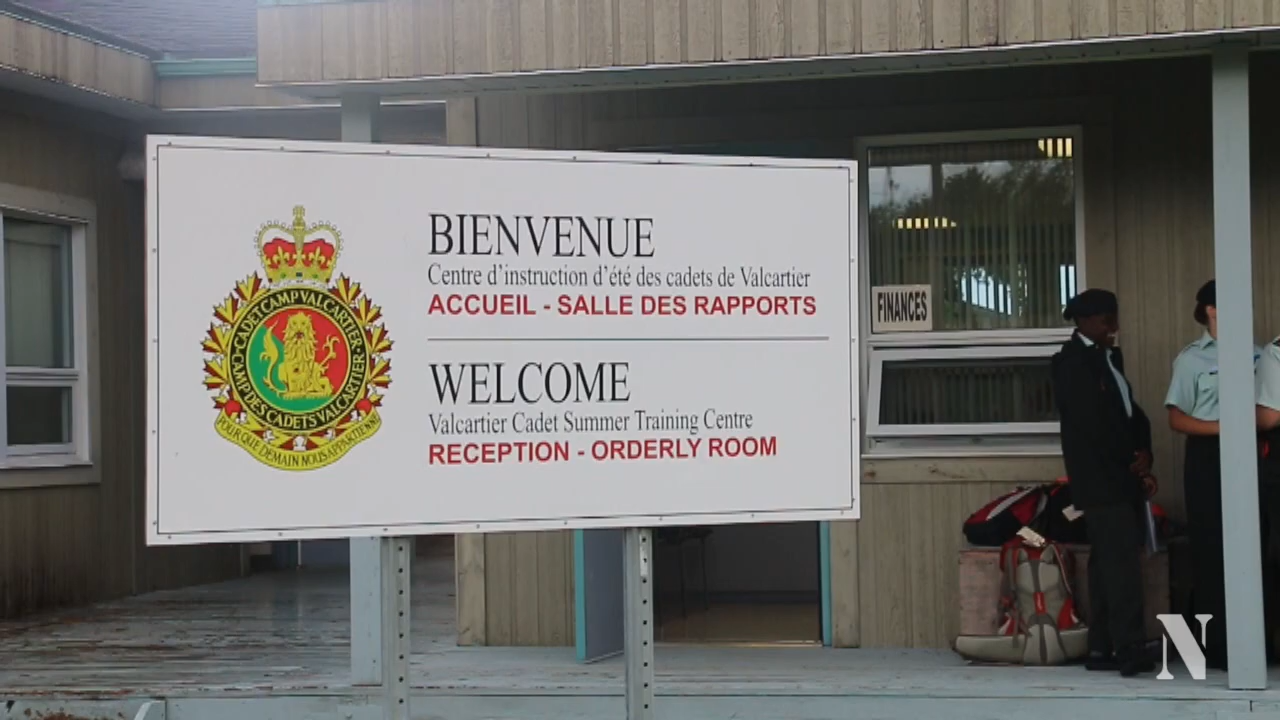 BIENVENUE
Centre d'instruction d'été des cadets de Valcartier
ACCUEIL - SALLE DES RAPPORTS
WELCOME
Valcartier Cadet Summer Training Centre
RECEPTION - ORDERLY ROOM
CADET CAMP VALCARTIER
CAMP DES CADETS VALCARTIER
POUR QUE DEMAIN NOUS APPARTIENNE
FINANCES
N